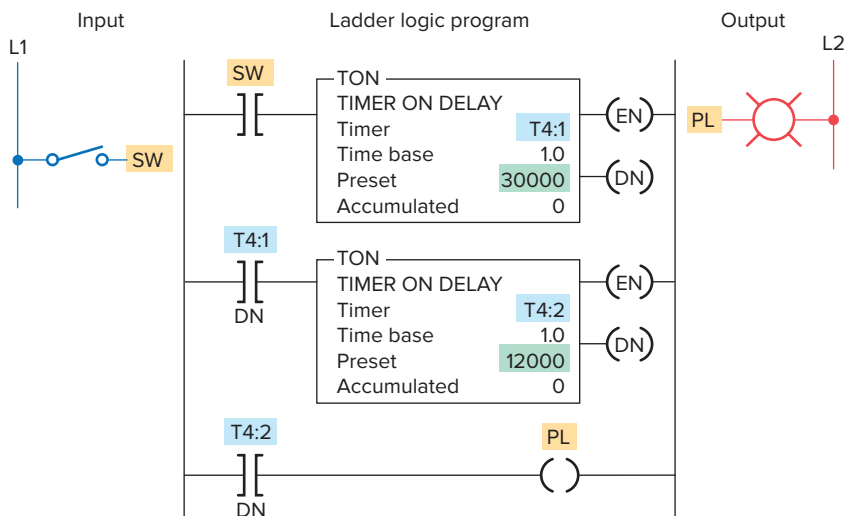 Input
Ladder logic program
Output
L1
L2
SW
TON
TIMER ON DELAY
Timer T4:1
Time base 1.0
Preset 30000
Accumulated 0
EN
DN
SW
PL
T4:1
DN
TON
TIMER ON DELAY
Timer T4:2
Time base 1.0
Preset 12000
Accumulated 0
EN
DN
T4:2
DN
PL